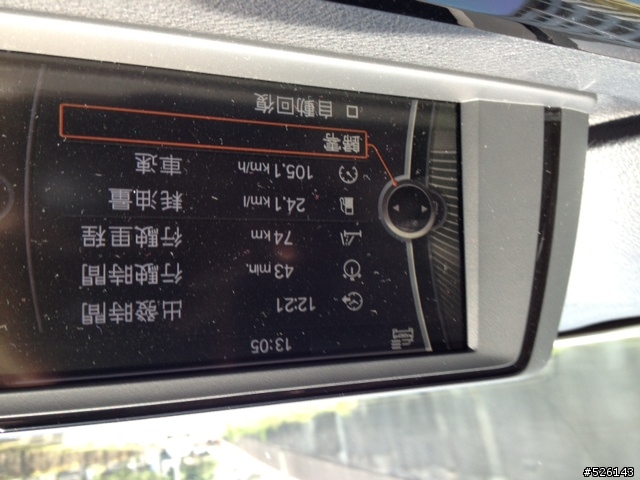 13:05
12:21 出發時間
43 min. 行駛時間
74 km 行駛里程
24.1 km/l 耗油量
105.1 km/h 車速
歸零
自動回復
#526143